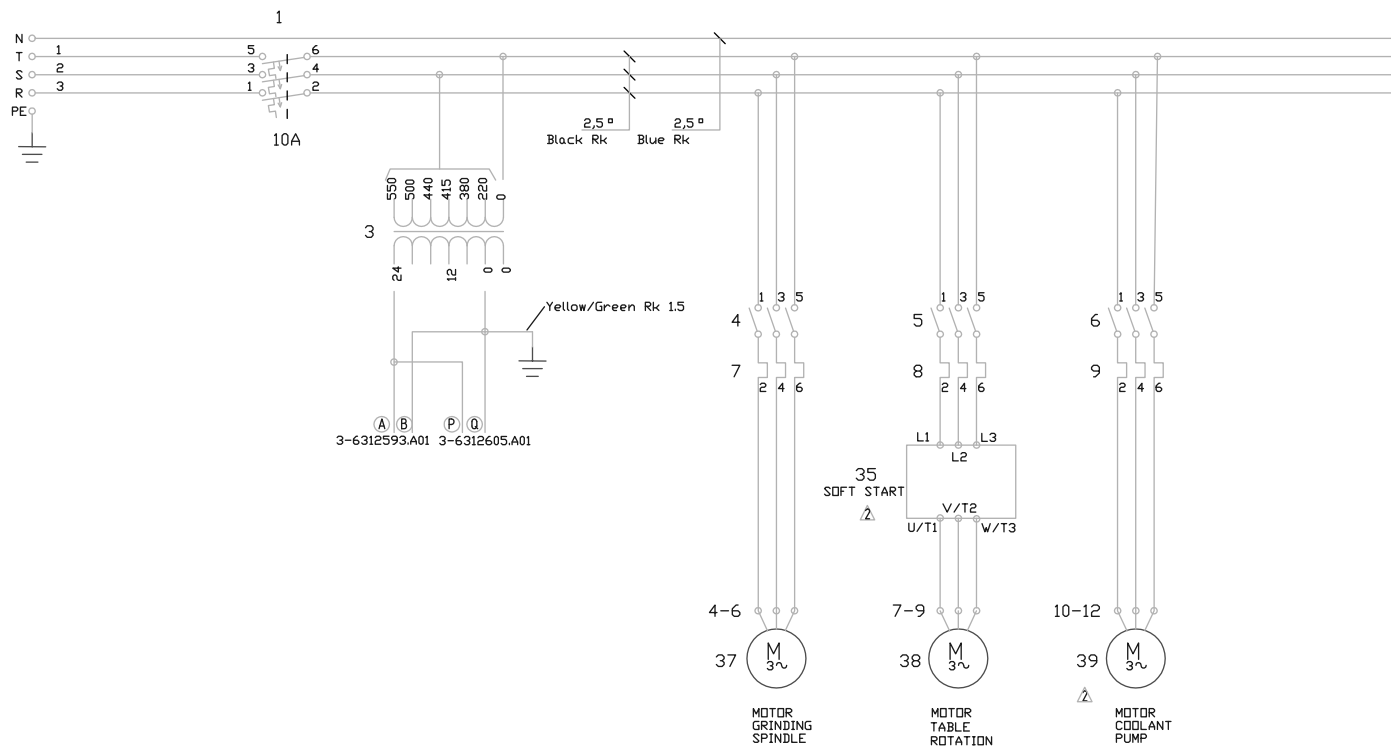 1
N
T 1 5 6
S 2 3 4
R 3 1 2
PE
10A
2,5 2,5
Black Rk Blue Rk
550 500 440 415 380 220 0
3
24 12 0 0
Yellow/Green Rk 1.5
A B P Q
3-6312593.A01 3-6312605.A01
1 3 5 1 3 5 1 3 5
4 5 6
7 8 9
2 4 6 2 4 6 2 4 6
L1 L3
L2
35
SOFT START
2
V/T2
U/T1 W/T3
4-6 7-9 10-12
M M M
3~ 3~ 3~
37 38 39
2
MOTOR MOTOR MOTOR
GRINDING TABLE COOLANT
SPINDLE ROTATION PUMP